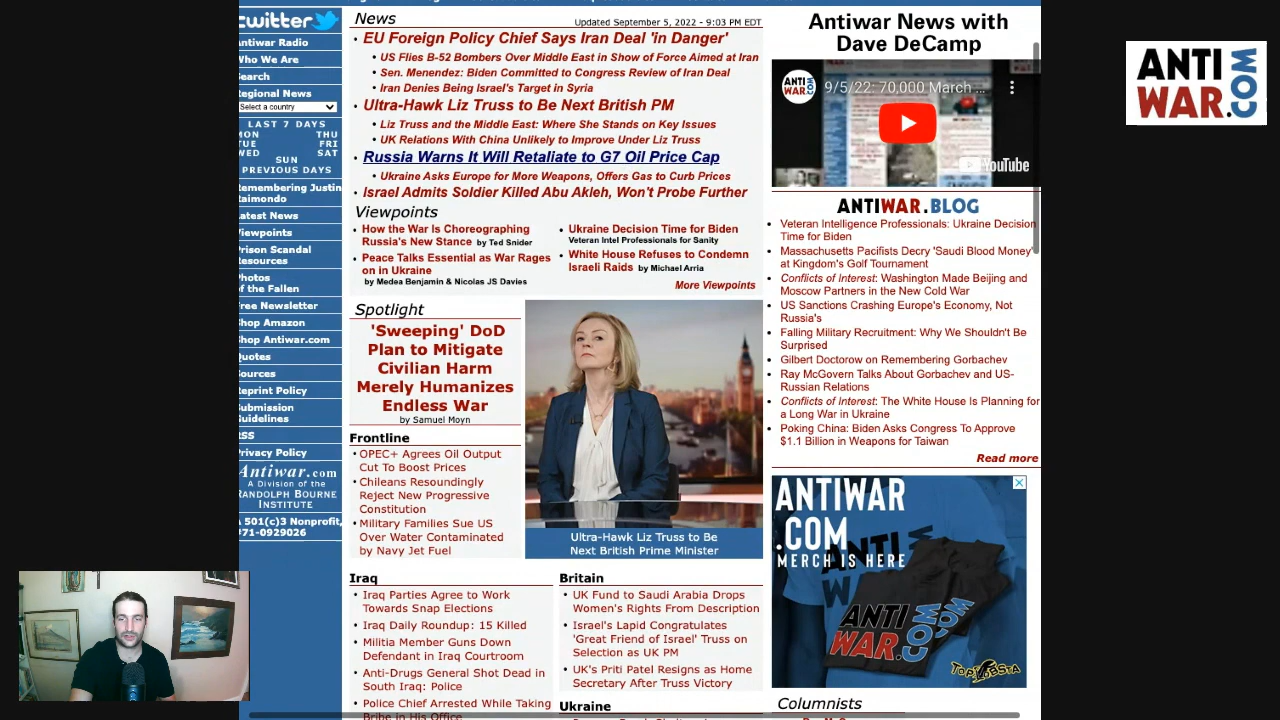 twitter
Antiwar Radio
Who We Are
Search
Regional News
Select a country
LAST 7 DAYS
MON THU
TUE FRI
WED SAT
SUN
PREVIOUS DAYS
Remembering Justin
Raimondo
Latest News
Viewpoints
Prison Scandal
Resources
Photos
of the Fallen
Free Newsletter
Shop Amazon
Shop Antiwar.com
Quotes
Sources
Reprint Policy
Submission
Guidelines
RSS
Privacy Policy
Antiwar.com
A Division of the
RANDOLPH BOURNE
INSTITUTE
A 501(c)3 Nonprofit,
#71-0929026
News
Updated September 5, 2022 - 9:03 PM EDT
EU Foreign Policy Chief Says Iran Deal 'in Danger'
US Flies B-52 Bombers Over Middle East in Show of Force Aimed at Iran
Sen. Menendez: Biden Committed to Congress Review of Iran Deal
Iran Denies Being Israel's Target in Syria
Ultra-Hawk Liz Truss to Be Next British PM
Liz Truss and the Middle East: Where She Stands on Key Issues
UK Relations With China Unlikely to Improve Under Liz Truss
Russia Warns It Will Retaliate to G7 Oil Price Cap
Ukraine Asks Europe for More Weapons, Offers Gas to Curb Prices
Israel Admits Soldier Killed Abu Akleh, Won't Probe Further
Viewpoints
How the War Is Choreographing
Russia's New Stance by Ted Snider
Peace Talks Essential as War Rages
on in Ukraine
by Medea Benjamin & Nicolas JS Davies
Ukraine Decision Time for Biden
Veteran Intel Professionals for Sanity
White House Refuses to Condemn
Israeli Raids by Michael Arria
More Viewpoints
Spotlight
'Sweeping' DoD
Plan to Mitigate
Civilian Harm
Merely Humanizes
Endless War
by Samuel Moyn
Frontline
OPEC+ Agrees Oil Output
Cut To Boost Prices
Chileans Resoundingly
Reject New Progressive
Constitution
Military Families Sue US
Over Water Contaminated
by Navy Jet Fuel
Ultra-Hawk Liz Truss to Be
Next British Prime Minister
Iraq
Iraq Parties Agree to Work
Towards Snap Elections
Iraq Daily Roundup: 15 Killed
Militia Member Guns Down
Defendant in Iraq Courtroom
Anti-Drugs General Shot Dead in
South Iraq: Police
Police Chief Arrested While Taking
Bribe in His Office
Britain
UK Fund to Saudi Arabia Drops
Women's Rights From Description
Israel's Lapid Congratulates
'Great Friend of Israel' Truss on
Selection as UK PM
UK's Priti Patel Resigns as Home
Secretary After Truss Victory
Ukraine
Antiwar News with
Dave DeCamp
ANTI WAR .COM
9/5/22: 70,000 March ...
YouTube
ANTIWAR.BLOG
Veteran Intelligence Professionals: Ukraine Decision
Time for Biden
Massachusetts Pacifists Decry 'Saudi Blood Money'
at Kingdom's Golf Tournament
Conflicts of Interest: Washington Made Beijing and
Moscow Partners in the New Cold War
US Sanctions Crashing Europe's Economy, Not
Russia's
Falling Military Recruitment: Why We Shouldn't Be
Surprised
Gilbert Doctorow on Remembering Gorbachev
Ray McGovern Talks About Gorbachev and US-
Russian Relations
Conflicts of Interest: The White House Is Planning for
a Long War in Ukraine
Poking China: Biden Asks Congress To Approve
$1.1 Billion in Weapons for Taiwan
Read more
ANTIWAR
.COM
MERCH IS HERE
ANTI
WAR
.COM
TopLobsta
Columnists
ANTI
WAR
.COM